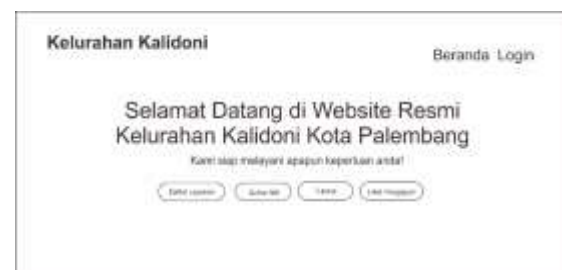 Kelurahan Kalidoni
Beranda Login
Selamat Datang di Website Resmi
Kelurahan Kalidoni Kota Palembang
Kami siap melayani apapun keperluan anda!